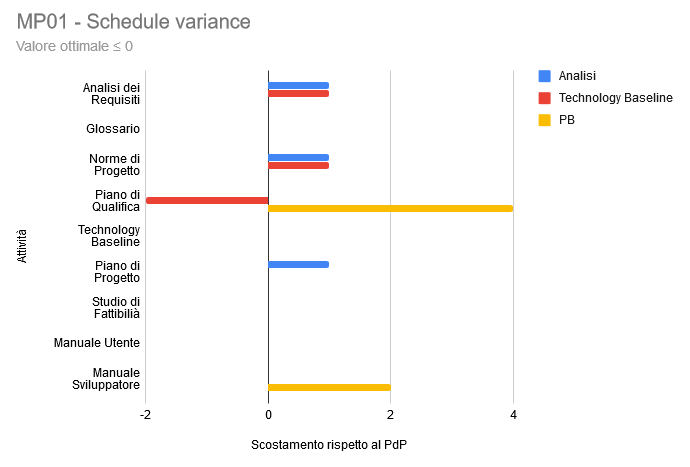 MP01 - Schedule variance
Valore ottimale ≤ 0
Analisi
Technology Baseline
PB
Attività
Analisi dei
Requisiti
Glossario
Norme di
Progetto
Piano di
Qualifica
Technology
Baseline
Piano di
Progetto
Studio di
Fattibilià
Manuale Utente
Manuale
Sviluppatore
-2
0
2
4
Scostamento rispetto al PdP